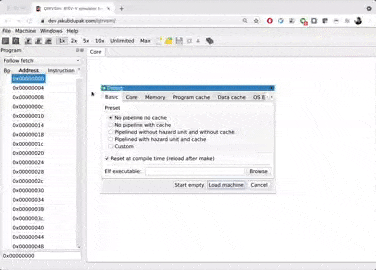 QtRvSim: RISC-V simulator
dev.jakubdupak.com/qtrvsim/
File Machine Windows Help
1x 2x 5x 10x Unlimited Max
Program
Follow fetch
Bp Address Instruction
0x00000000
0x00000004
0x00000008
0x0000000c
0x00000010
0x00000014
0x00000018
0x0000001c
0x00000020
0x00000024
0x00000028
0x0000002c
0x00000030
0x00000034
0x00000038
0x0000003c
0x00000040
0x00000044
0x00000048
0x00000000
Core
Preset
Basic Core Memory Program cache Data cache OS E
Preset
No pipeline no cache
No pipeline with cache
Pipelined without hazard unit and without cache
Pipelined with hazard unit and cache
Custom
Reset at compile time (reload after make)
Elf executable:
Browse
Start empty Load machine Cancel